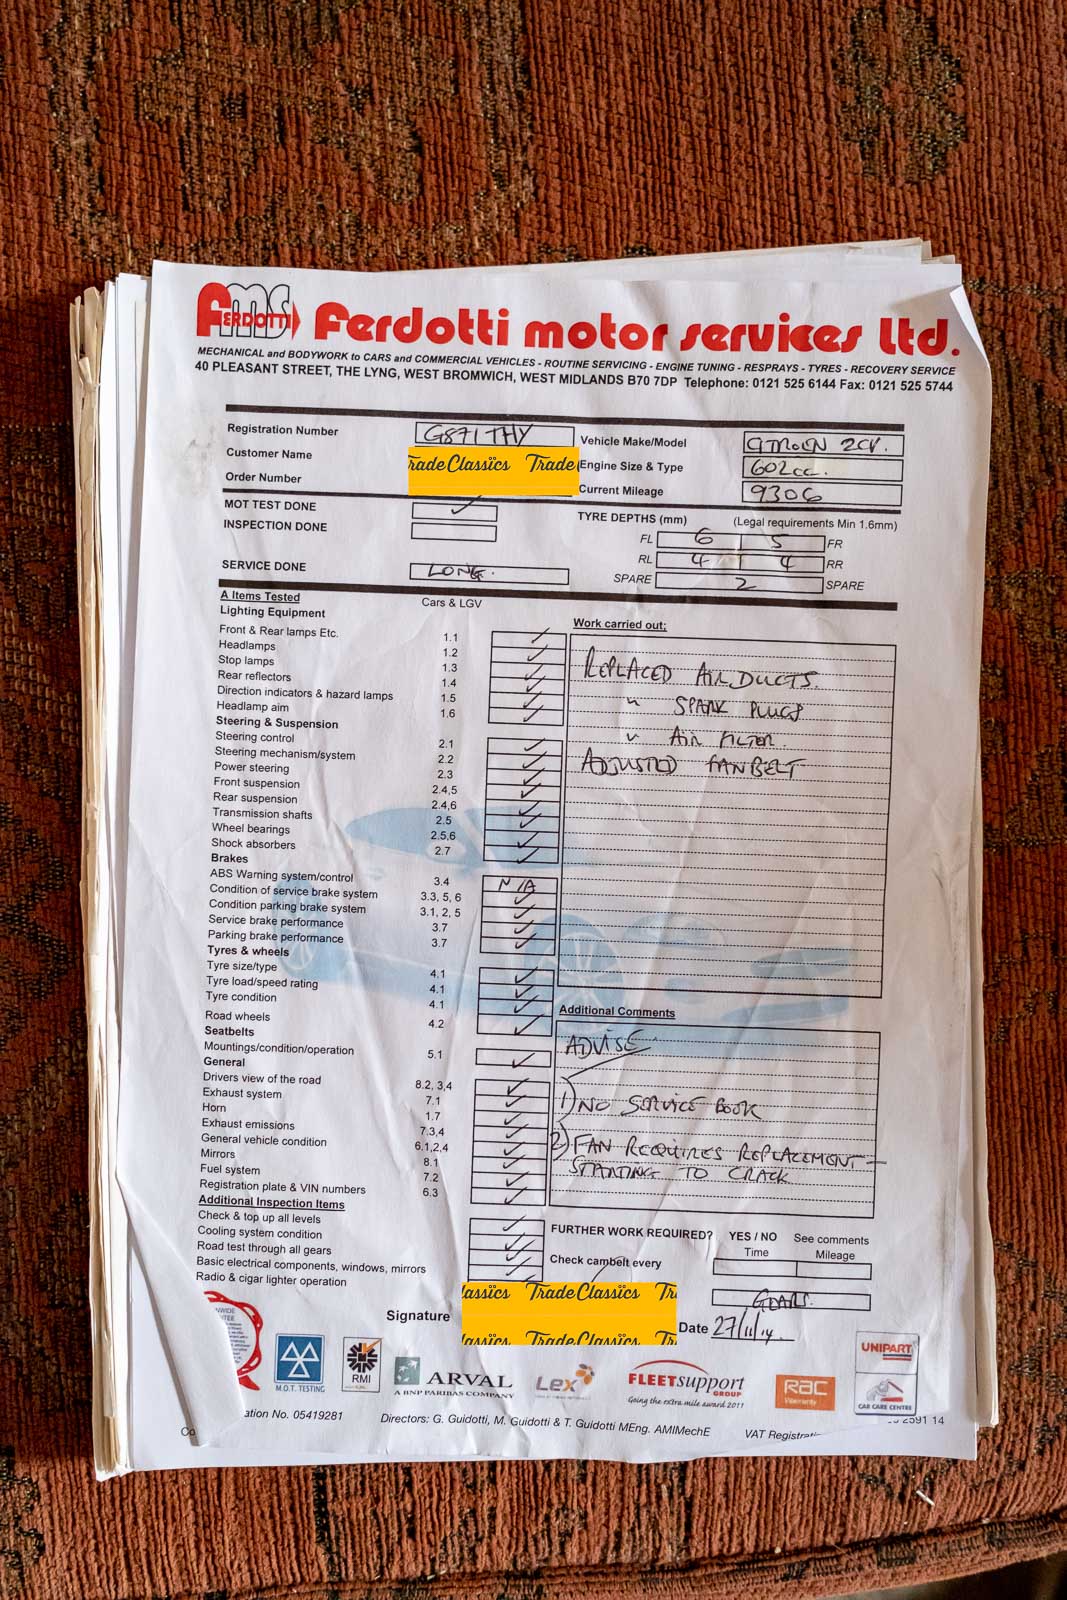 FMS FERDOTTI
Ferdotti motor services Ltd.
MECHANICAL and BODYWORK to CARS and COMMERCIAL VEHICLES - ROUTINE SERVICING - ENGINE TUNING - RESPRAYS - TYRES - RECOVERY SERVICE
40 PLEASANT STREET, THE LYNG, WEST BROMWICH, WEST MIDLANDS B70 7DP Telephone: 0121 525 6144 Fax: 0121 525 5744
Registration Number G871 THY Vehicle Make/Model CITROEN 2CV.
Customer Name TradeClassics Trade Engine Size & Type 602cc.
Order Number Current Mileage 9306
MOT TEST DONE ✓ TYRE DEPTHS (mm) (Legal requirements Min 1.6mm)
INSPECTION DONE FL 6 5 FR
RL 4 4 RR
SERVICE DONE LONG. SPARE 2 SPARE
A Items Tested Cars & LGV
Lighting Equipment
Front & Rear lamps Etc. 1.1 ✓
Headlamps 1.2 ✓
Stop lamps 1.3 ✓
Rear reflectors 1.4 ✓
Direction indicators & hazard lamps 1.5 ✓
Headlamp aim 1.6 ✓
Steering & Suspension
Steering control 2.1 ✓
Steering mechanism/system 2.2 ✓
Power steering 2.3 ✓
Front suspension 2.4,5 ✓
Rear suspension 2.4,6 ✓
Transmission shafts 2.5 ✓
Wheel bearings 2.5,6 ✓
Shock absorbers 2.7 ✓
Brakes
ABS Warning system/control 3.4 N/A
Condition of service brake system 3.3, 5, 6 ✓
Condition parking brake system 3.1, 2, 5 ✓
Service brake performance 3.7 ✓
Parking brake performance 3.7 ✓
Tyres & wheels
Tyre size/type 4.1 ✓
Tyre load/speed rating 4.1 ✓
Tyre condition 4.1 ✓
Road wheels 4.2 ✓
Seatbelts
Mountings/condition/operation 5.1 ✓
General
Drivers view of the road 8.2, 3,4 ✓
Exhaust system 7.1 ✓
Horn 1.7 ✓
Exhaust emissions 7.3,4 ✓
General vehicle condition 6.1,2,4 ✓
Mirrors 8.1 ✓
Fuel system 7.2 ✓
Registration plate & VIN numbers 6.3 ✓
Additional Inspection Items
Check & top up all levels ✓
Cooling system condition ✓
Road test through all gears ✓
Basic electrical components, windows, mirrors ✓
Radio & cigar lighter operation
Work carried out:
REPLACED AIR DUCTS.
" SPARK PLUGS
" AIR FILTER.
ADJUSTED FANBELT
Additional Comments
ADVISE
1) NO SERVICE BOOK
2) FAN REQUIRES REPLACEMENT -
STARTING TO CRACK
FURTHER WORK REQUIRED? YES / NO See comments
Time Mileage
Check cambelt every
GEARS.
Signature lassics TradeClassics Tr
lassics TradeClassics Tr
Date 27/11/14.
M.O.T. TESTING
RMI
ARVAL
A BNP PARIBAS COMPANY
Lex
FLEETsupport
GROUP
Going the extra mile award 2011
RAC
Warranty
UNIPART
CAR CARE CENTRE
ation No. 05419281 Directors: G. Guidotti, M. Guidotti & T. Guidotti MEng. AMIMechE VAT Registrati 2591 14